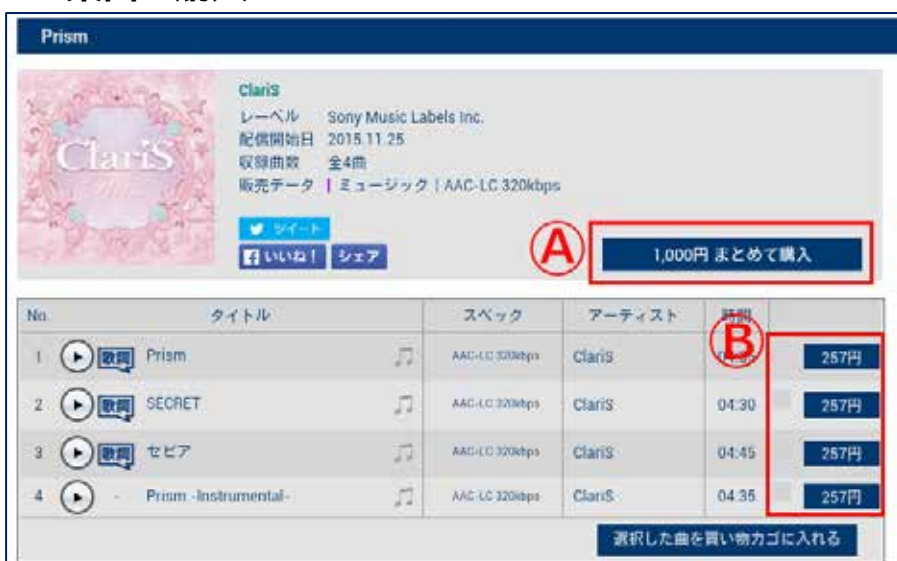 Prism
ClariS
ClariS
レーベル Sony Music Labels Inc.
配信開始日 2015.11.25
収録曲数 全4曲
販売データ ミュージック | AAC-LC 320kbps
ツイート
いいね! シェア
A
1,000円 まとめて購入
No. タイトル スペック アーティスト 時間
B
1 歌詞 Prism AAC-LC 320kbps ClariS 257円
2 歌詞 SECRET AAC-LC 320kbps ClariS 04:30 257円
3 歌詞 セピア AAC-LC 320kbps ClariS 04:45 257円
4 - Prism -Instrumental- AAC-LC 320kbps ClariS 04:35 257円
選択した曲を買い物カゴに入れる